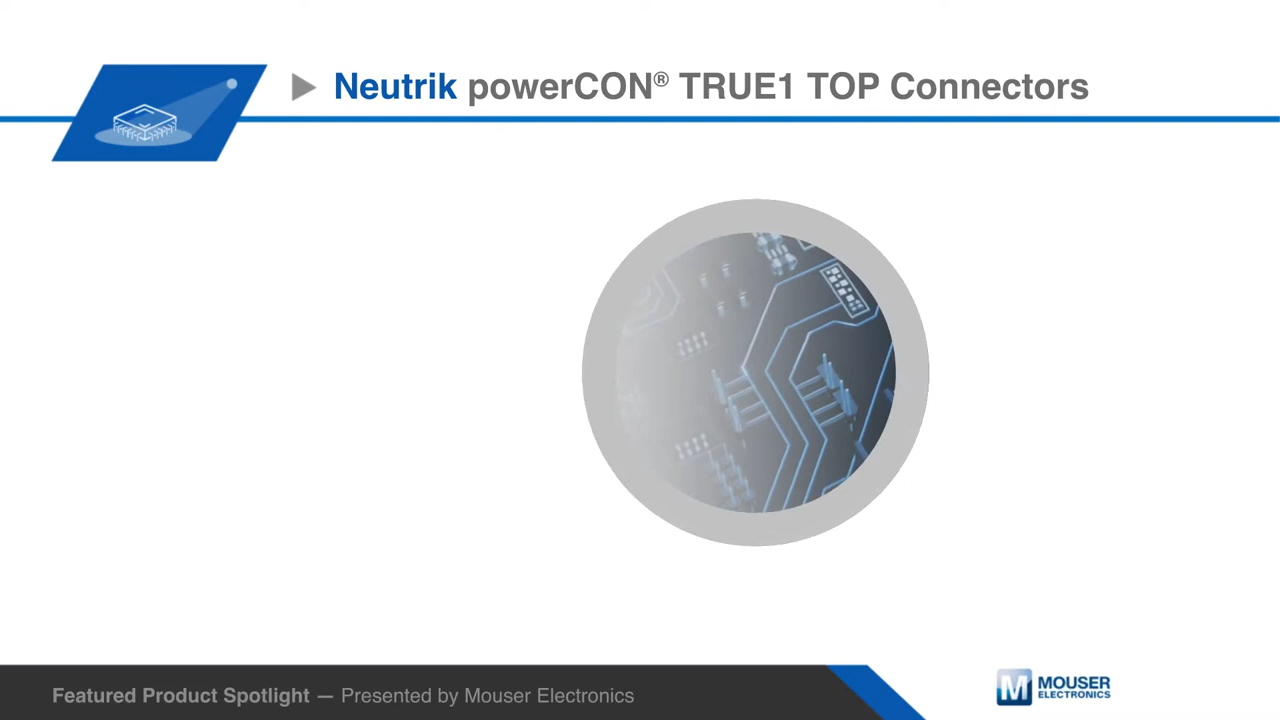 Neutrik powerCON® TRUE1 TOP Connectors
Featured Product Spotlight — Presented by Mouser Electronics
M MOUSER
ELECTRONICS